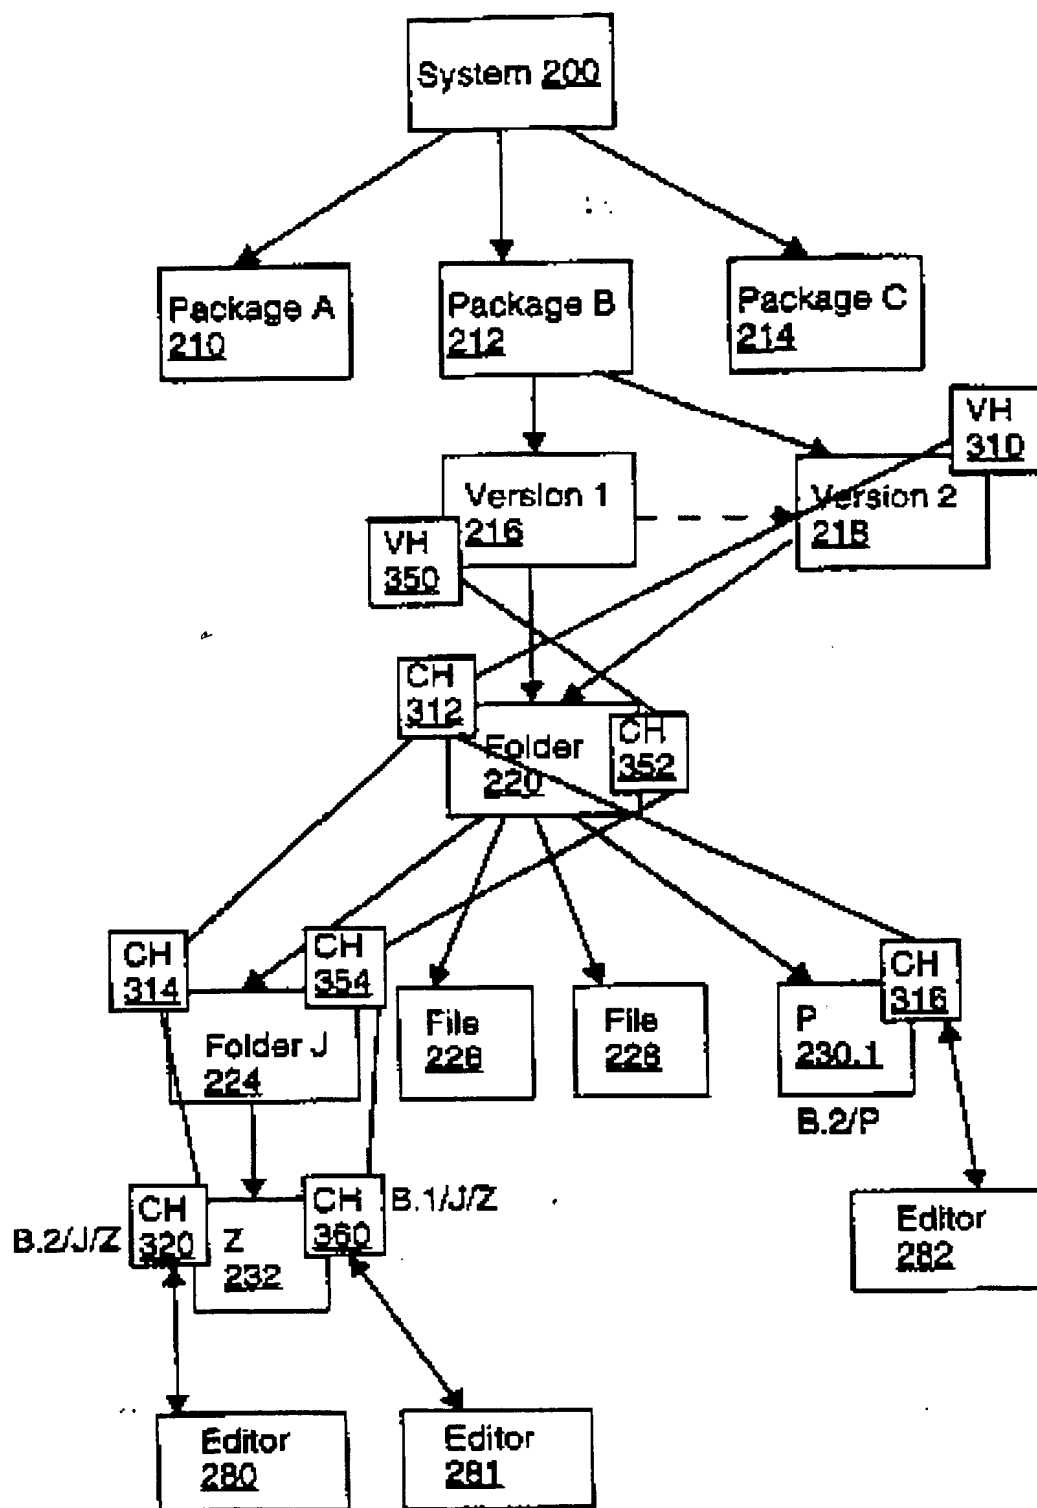 System 200
Package A
210
Package B
212
Package C
214
VH
310
Version 1
216
Version 2
218
VH
350
CH
312
Folder
220
CH
352
CH
314
CH
354
Folder J
224
File
226
File
228
P
230.1
CH
316
B.2/P
B.2/J/Z
CH
320
Z
232
CH
360
B.1/J/Z
Editor
282
Editor
280
Editor
281